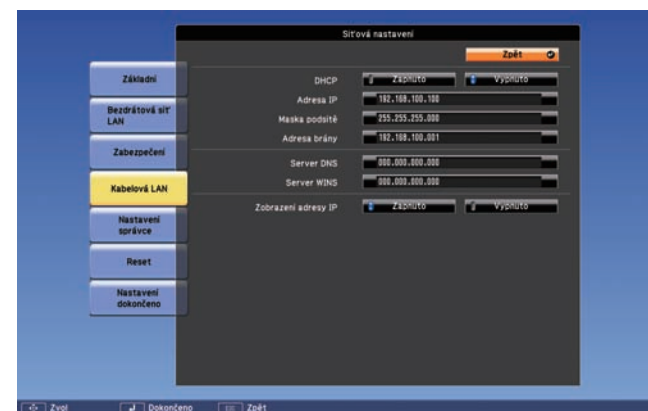 Síťová nastavení
Zpět
Základní
Bezdrátová síť
LAN
Zabezpečení
Kabelová LAN
Nastavení
správce
Reset
Nastavení
dokončeno
DHCP Zapnuto Vypnuto
Adresa IP 192.168.100.100
Maska podsítě 255.255.255.000
Adresa brány 192.168.100.001
Server DNS 000.000.000.000
Server WINS 000.000.000.000
Zobrazení adresy IP Zapnuto Vypnuto
Zvol Dokončeno Zpět